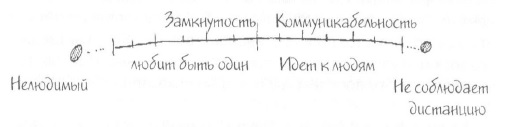 Замкнутость Коммуникабельность
любит быть один Идет к людям
Нелюдимый
Не соблюдает
дистанцию